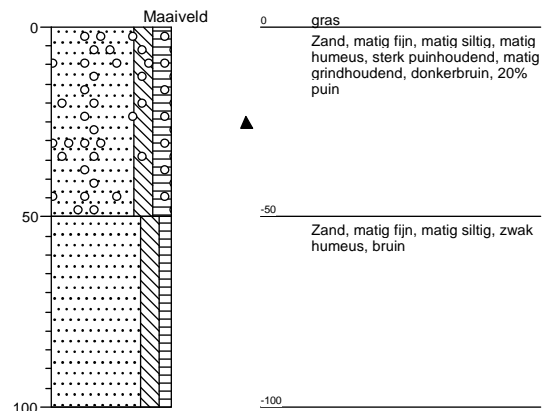 Maaiveld
0
50
100
0
gras
Zand, matig fijn, matig siltig, matig
humeus, sterk puinhoudend, matig
grindhoudend, donkerbruin, 20%
puin
-50
Zand, matig fijn, matig siltig, zwak
humeus, bruin
-100